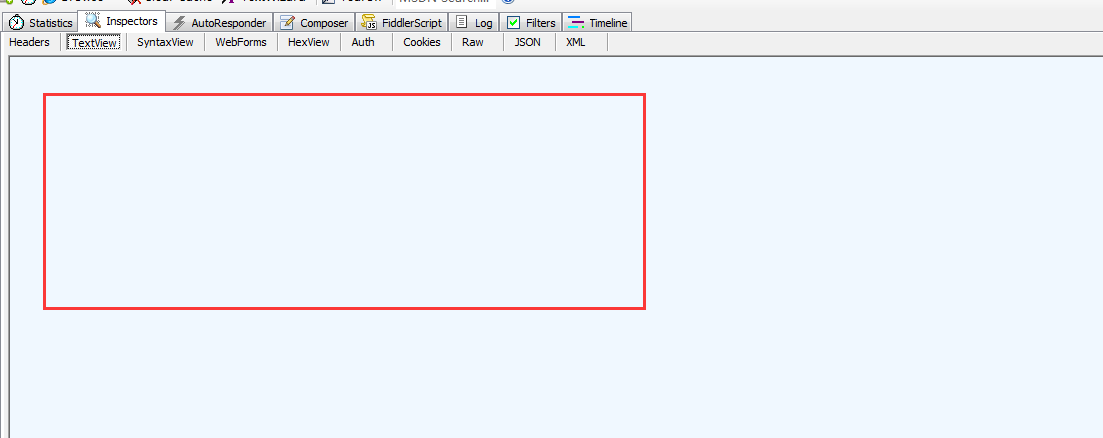 Statistics Inspectors AutoResponder Composer FiddlerScript Log Filters Timeline
Headers TextView SyntaxView WebForms HexView Auth Cookies Raw JSON XML